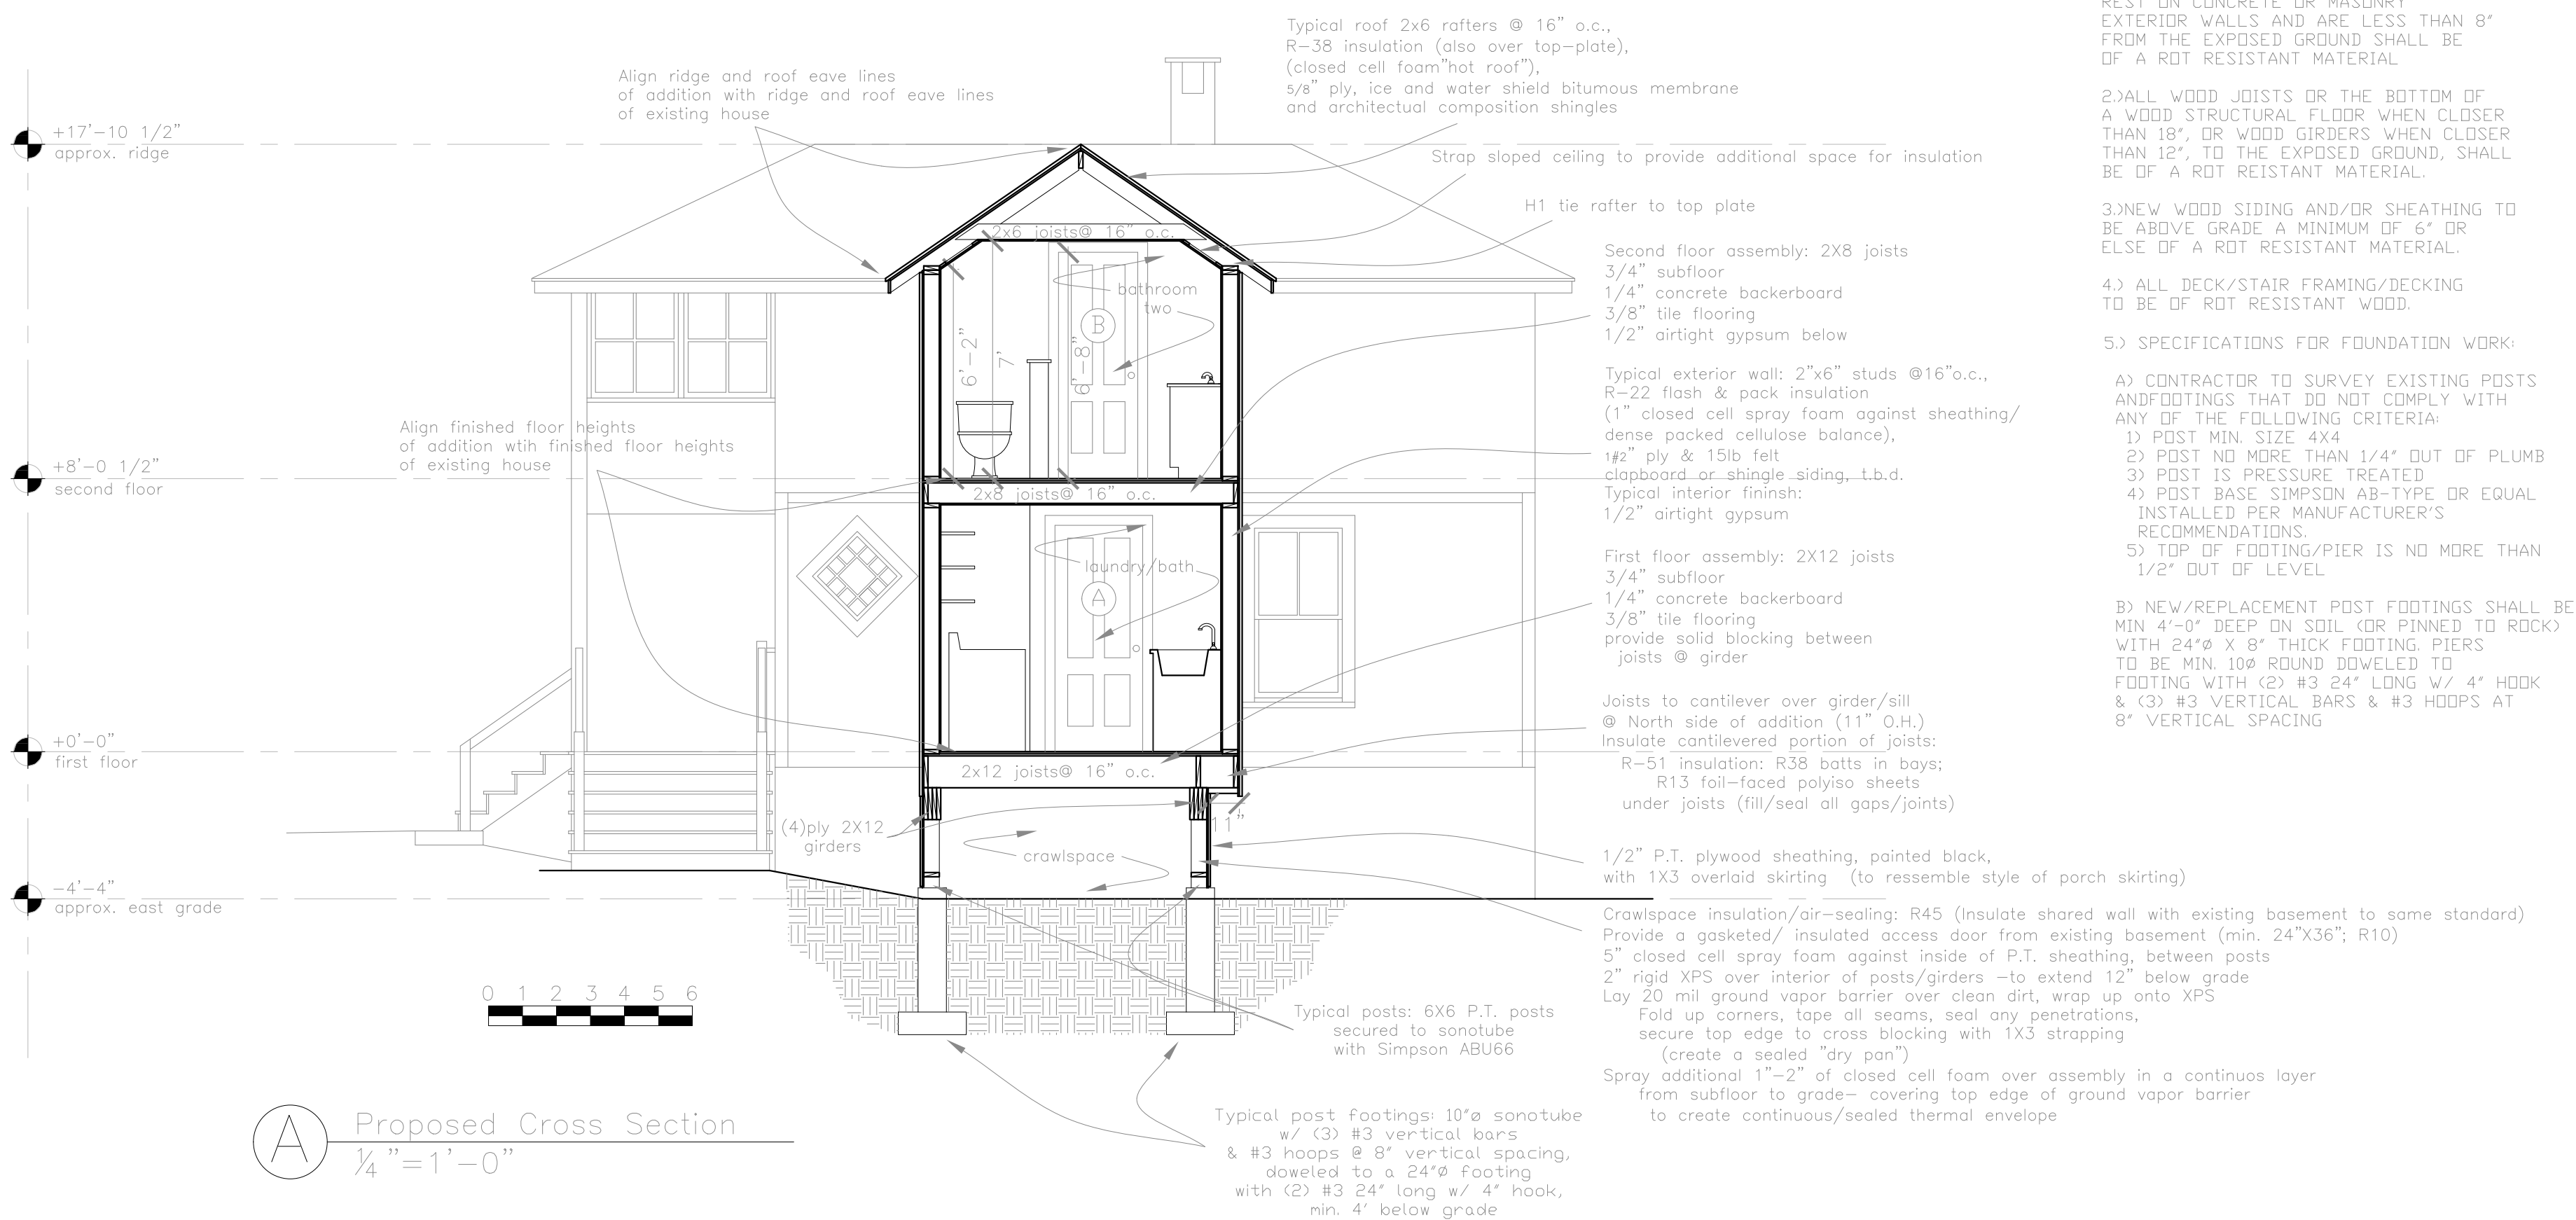 Typical roof 2x6 rafters @ 16" o.c.,
R-38 insulation (also over top-plate),
(closed cell foam"hot roof"),
5/8" ply, ice and water shield bitumous membrane
and architectual composition shingles
Align ridge and roof eave lines
of addition with ridge and roof eave lines
of existing house
+17'-10 1/2"
approx. ridge
Strap sloped ceiling to provide additional space for insulation
H1 tie rafter to top plate
2x6 joists@ 16" o.c.
bathroom
two
B
6'-2"
7'
6'-8"
Second floor assembly: 2X8 joists
3/4" subfloor
1/4" concrete backerboard
3/8" tile flooring
1/2" airtight gypsum below
Typical exterior wall: 2"x6" studs @16"o.c.,
R-22 flash & pack insulation
(1" closed cell spray foam against sheathing/
dense packed cellulose balance),
1#2" ply & 15lb felt
clapboard or shingle siding, t.b.d.
Typical interior fininsh:
1/2" airtight gypsum
Align finished floor heights
of addition wtih finished floor heights
of existing house
+8'-0 1/2"
second floor
2x8 joists@ 16" o.c.
laundry/bath
A
First floor assembly: 2X12 joists
3/4" subfloor
1/4" concrete backerboard
3/8" tile flooring
provide solid blocking between
joists @ girder
+0'-0"
first floor
2x12 joists@ 16" o.c.
Joists to cantilever over girder/sill
@ North side of addition (11" O.H.)
Insulate cantilevered portion of joists:
R-51 insulation: R38 batts in bays;
R13 foil-faced polyiso sheets
under joists (fill/seal all gaps/joints)
(4)ply 2X12
girders
11"
crawlspace
1/2" P.T. plywood sheathing, painted black,
with 1X3 overlaid skirting (to ressemble style of porch skirting)
-4'-4"
approx. east grade
Crawlspace insulation/air-sealing: R45 (Insulate shared wall with existing basement to same standard)
Provide a gasketed/ insulated access door from existing basement (min. 24"X36"; R10)
5" closed cell spray foam against inside of P.T. sheathing, between posts
2" rigid XPS over interior of posts/girders -to extend 12" below grade
Lay 20 mil ground vapor barrier over clean dirt, wrap up onto XPS
Fold up corners, tape all seams, seal any penetrations,
secure top edge to cross blocking with 1X3 strapping
(create a sealed "dry pan")
Spray additional 1"-2" of closed cell foam over assembly in a continuos layer
from subfloor to grade- covering top edge of ground vapor barrier
to create continuous/sealed thermal envelope
0 1 2 3 4 5 6
Typical posts: 6X6 P.T. posts
secured to sonotube
with Simpson ABU66
Typical post footings: 10"ø sonotube
w/ (3) #3 vertical bars
& #3 hoops @ 8" vertical spacing,
doweled to a 24"ø footing
with (2) #3 24" long w/ 4" hook,
min. 4' below grade
A
Proposed Cross Section
1/4"=1'-0"
REST ON CONCRETE OR MASONRY
EXTERIOR WALLS AND ARE LESS THAN 8"
FROM THE EXPOSED GROUND SHALL BE
OF A ROT RESISTANT MATERIAL
2.)ALL WOOD JOISTS OR THE BOTTOM OF
A WOOD STRUCTURAL FLOOR WHEN CLOSER
THAN 18", OR WOOD GIRDERS WHEN CLOSER
THAN 12", TO THE EXPOSED GROUND, SHALL
BE OF A ROT REISTANT MATERIAL.
3.)NEW WOOD SIDING AND/OR SHEATHING TO
BE ABOVE GRADE A MINIMUM OF 6" OR
ELSE OF A ROT RESISTANT MATERIAL.
4.) ALL DECK/STAIR FRAMING/DECKING
TO BE OF ROT RESISTANT WOOD.
5.) SPECIFICATIONS FOR FOUNDATION WORK:
A) CONTRACTOR TO SURVEY EXISTING POSTS
ANDFOOTINGS THAT DO NOT COMPLY WITH
ANY OF THE FOLLOWING CRITERIA:
1) POST MIN. SIZE 4X4
2) POST NO MORE THAN 1/4" OUT OF PLUMB
3) POST IS PRESSURE TREATED
4) POST BASE SIMPSON AB-TYPE OR EQUAL
INSTALLED PER MANUFACTURER'S
RECOMMENDATIONS.
5) TOP OF FOOTING/PIER IS NO MORE THAN
1/2" OUT OF LEVEL
B) NEW/REPLACEMENT POST FOOTINGS SHALL BE
MIN 4'-0" DEEP ON SOIL (OR PINNED TO ROCK)
WITH 24"ø X 8" THICK FOOTING. PIERS
TO BE MIN. 10ø ROUND DOWELED TO
FOOTING WITH (2) #3 24" LONG W/ 4" HOOK
& (3) #3 VERTICAL BARS & #3 HOOPS AT
8" VERTICAL SPACING